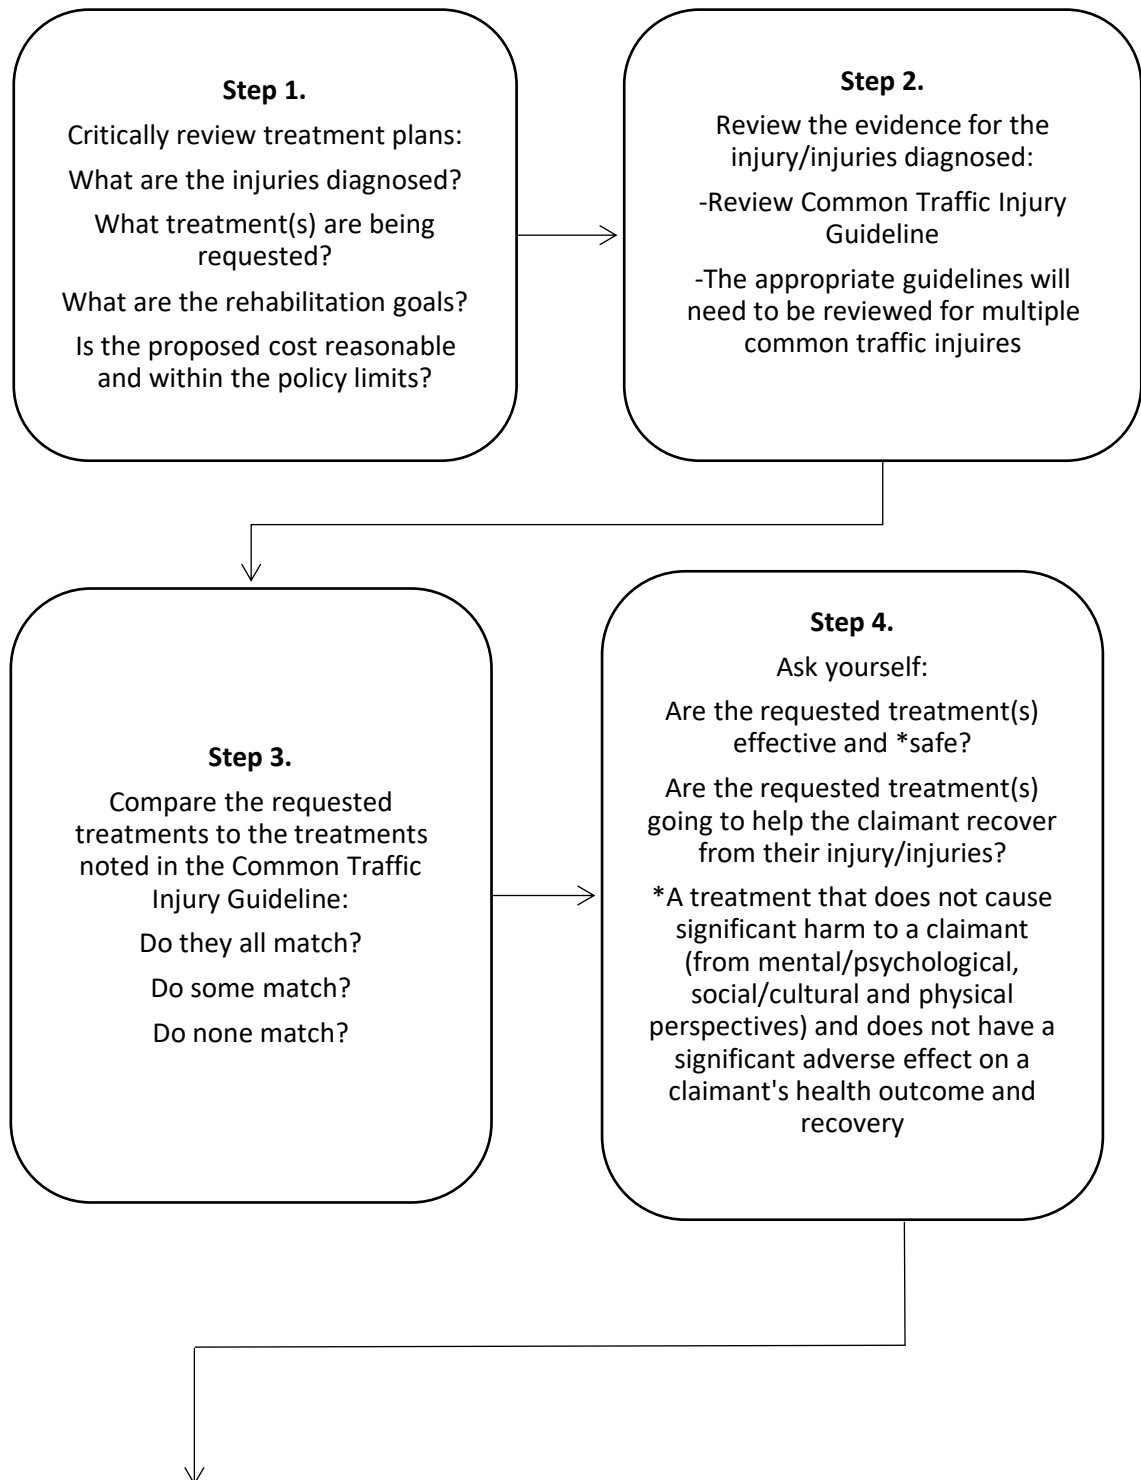 Step 1.
Critically review treatment plans:
What are the injuries diagnosed?
What treatment(s) are being
requested?
What are the rehabilitation goals?
Is the proposed cost reasonable
and within the policy limits?
Step 2.
Review the evidence for the
injury/injuries diagnosed:
-Review Common Traffic Injury
Guideline
-The appropriate guidelines will
need to be reviewed for multiple
common traffic injuires
Step 3.
Compare the requested
treatments to the treatments
noted in the Common Traffic
Injury Guideline:
Do they all match?
Do some match?
Do none match?
Step 4.
Ask yourself:
Are the requested treatment(s)
effective and *safe?
Are the requested treatment(s)
going to help the claimant recover
from their injury/injuries?
*A treatment that does not cause
significant harm to a claimant
(from mental/psychological,
social/cultural and physical
perspectives) and does not have a
significant adverse effect on a
claimant's health outcome and
recovery